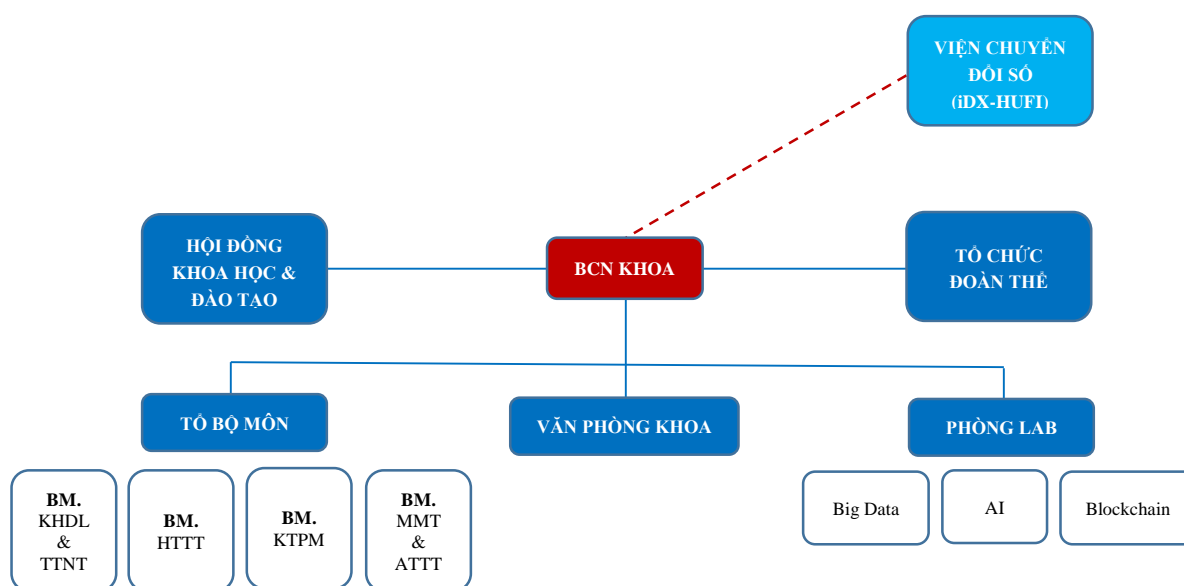 VIỆN CHUYỂN
ĐỔI SỐ
(iDX-HUFI)
HỘI ĐỒNG
KHOA HỌC &
ĐÀO TẠO
BCN KHOA
TỔ CHỨC
ĐOÀN THỂ
TỔ BỘ MÔN
VĂN PHÒNG KHOA
PHÒNG LAB
BM.
KHDL
&
TTNT
BM.
HTTT
BM.
KTPM
BM.
MMT
&
ATTT
Big Data
AI
Blockchain